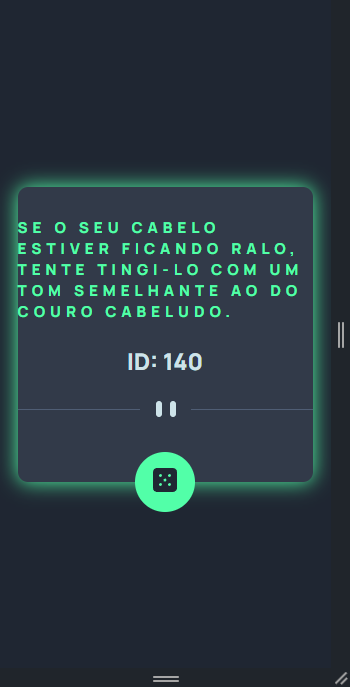 SE O SEU CABELO
ESTIVER FICANDO RALO,
TENTE TINGI-LO COM UM
TOM SEMELHANTE AO DO
COURO CABELUDO.
ID: 140